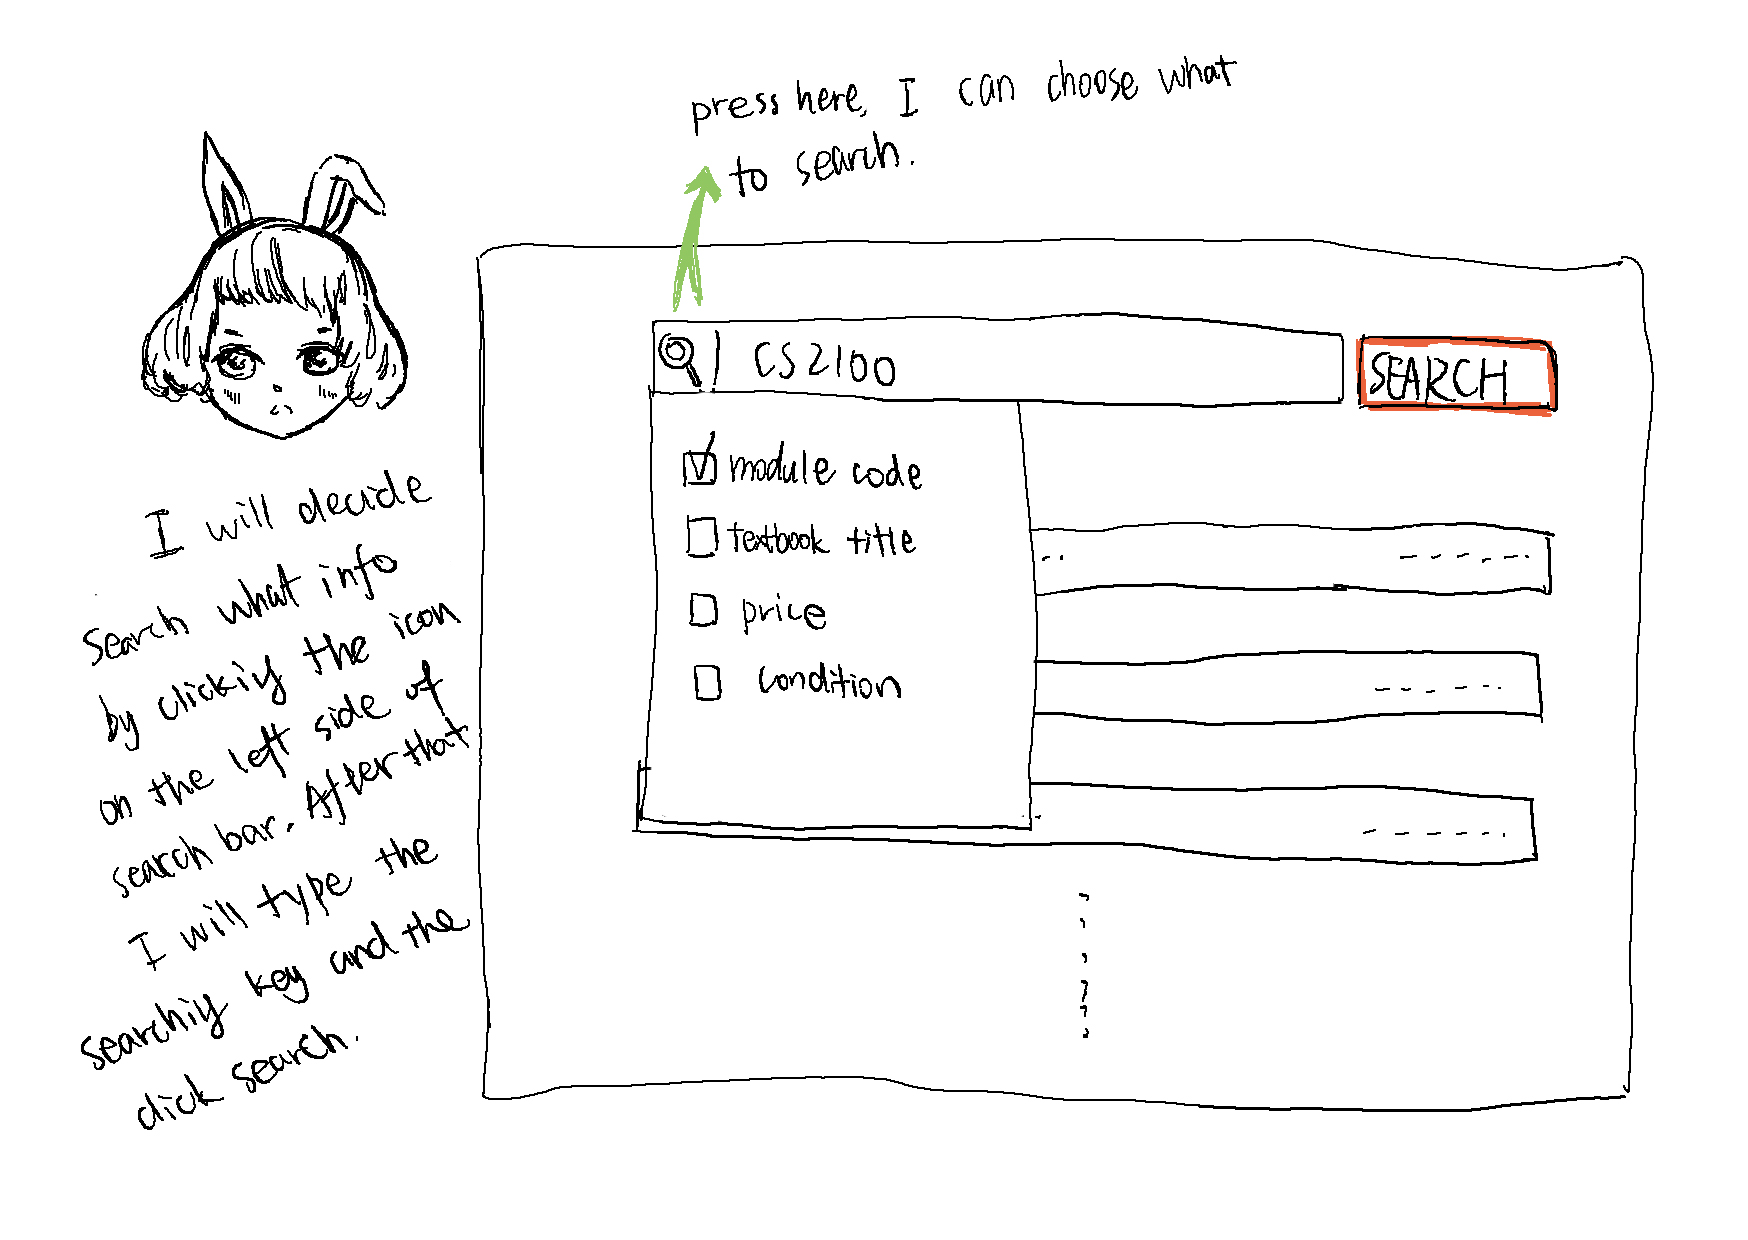 press here, I can choose what
to search.
CS2100
SEARCH
module code
textbook title
price
condition
I will decide
search what info
by clickiy the icon
on the left side of
search bar. After that
I will type the
searchiy key and the
click search.